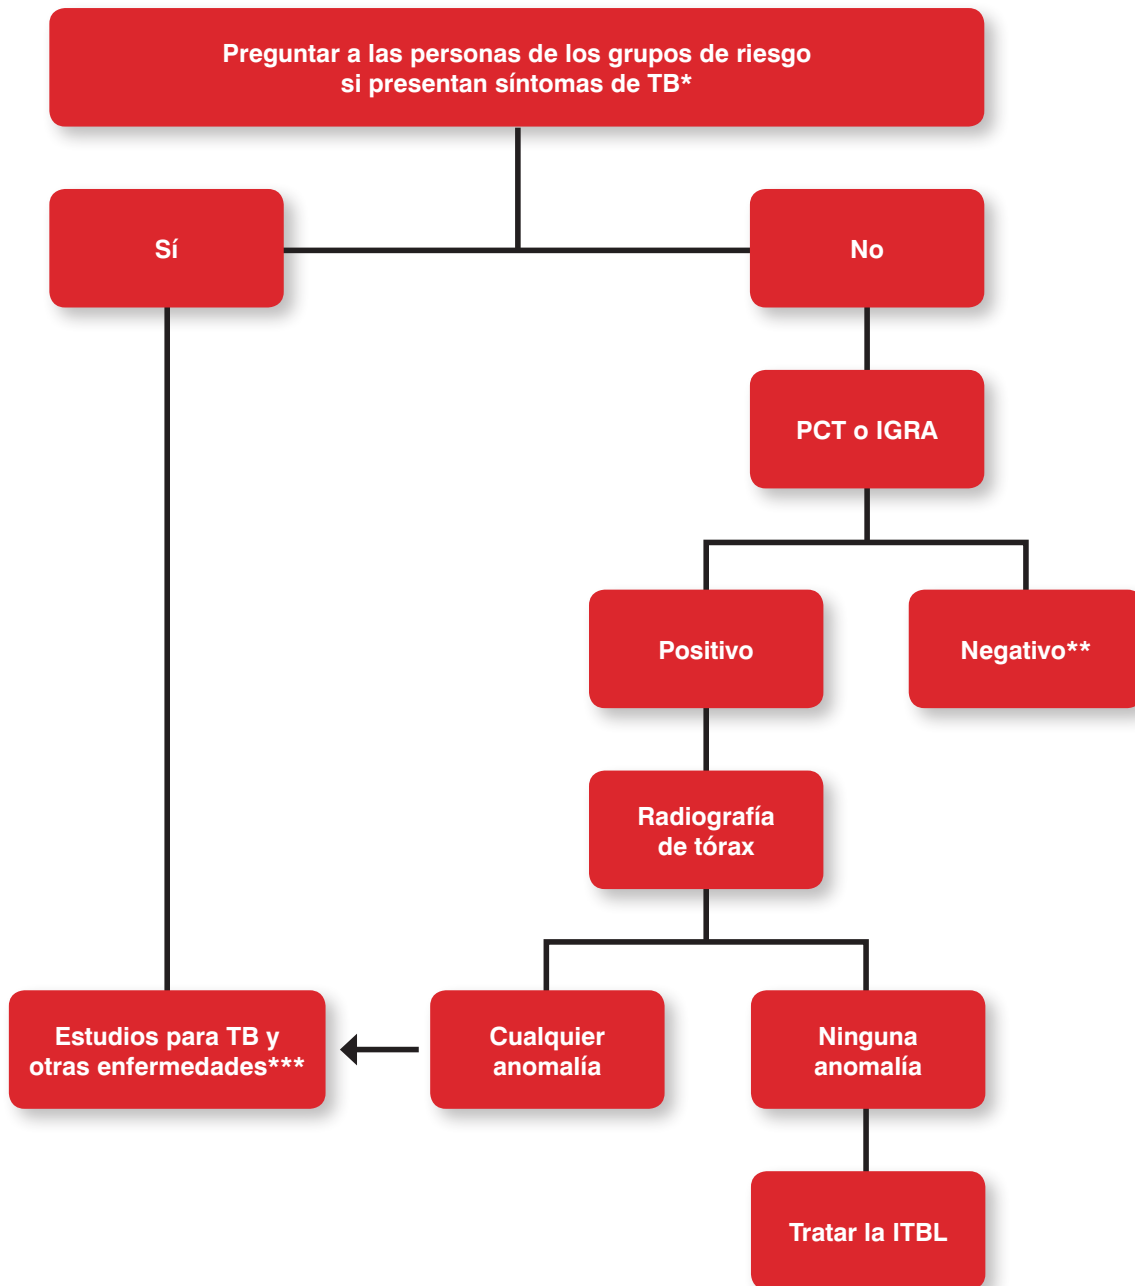 Preguntar a las personas de los grupos de riesgo
si presentan síntomas de TB*
Sí
No
PCT o IGRA
Positivo
Negativo**
Radiografía
de tórax
Estudios para TB y
otras enfermedades***
Cualquier
anomalía
Ninguna
anomalía
Tratar la ITBL